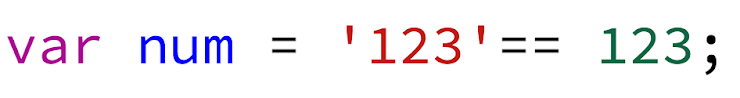 var num = '123'== 123;